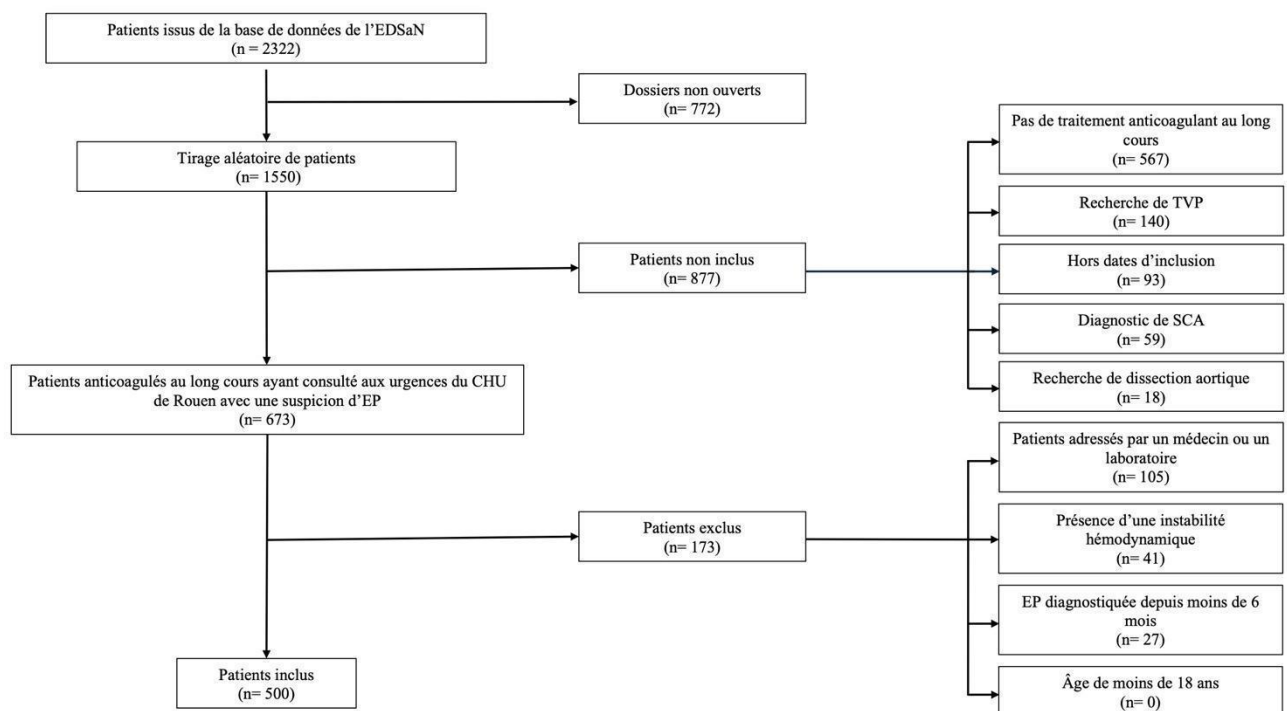 Patients issus de la base de données de l'EDSaN
(n = 2322)
Dossiers non ouverts
(n= 772)
Tirage aléatoire de patients
(n= 1550)
Pas de traitement anticoagulant au long
cours
(n= 567)
Recherche de TVP
(n= 140)
Patients non inclus
(n= 877)
Hors dates d'inclusion
(n= 93)
Diagnostic de SCA
(n= 59)
Recherche de dissection aortique
(n= 18)
Patients anticoagulés au long cours ayant consulté aux urgences du CHU
de Rouen avec une suspicion d'EP
(n= 673)
Patients adressés par un médecin ou un
laboratoire
(n= 105)
Patients exclus
(n= 173)
Présence d'une instabilité
hémodynamique
(n= 41)
EP diagnostiquée depuis moins de 6
mois
(n= 27)
Âge de moins de 18 ans
(n= 0)
Patients inclus
(n= 500)